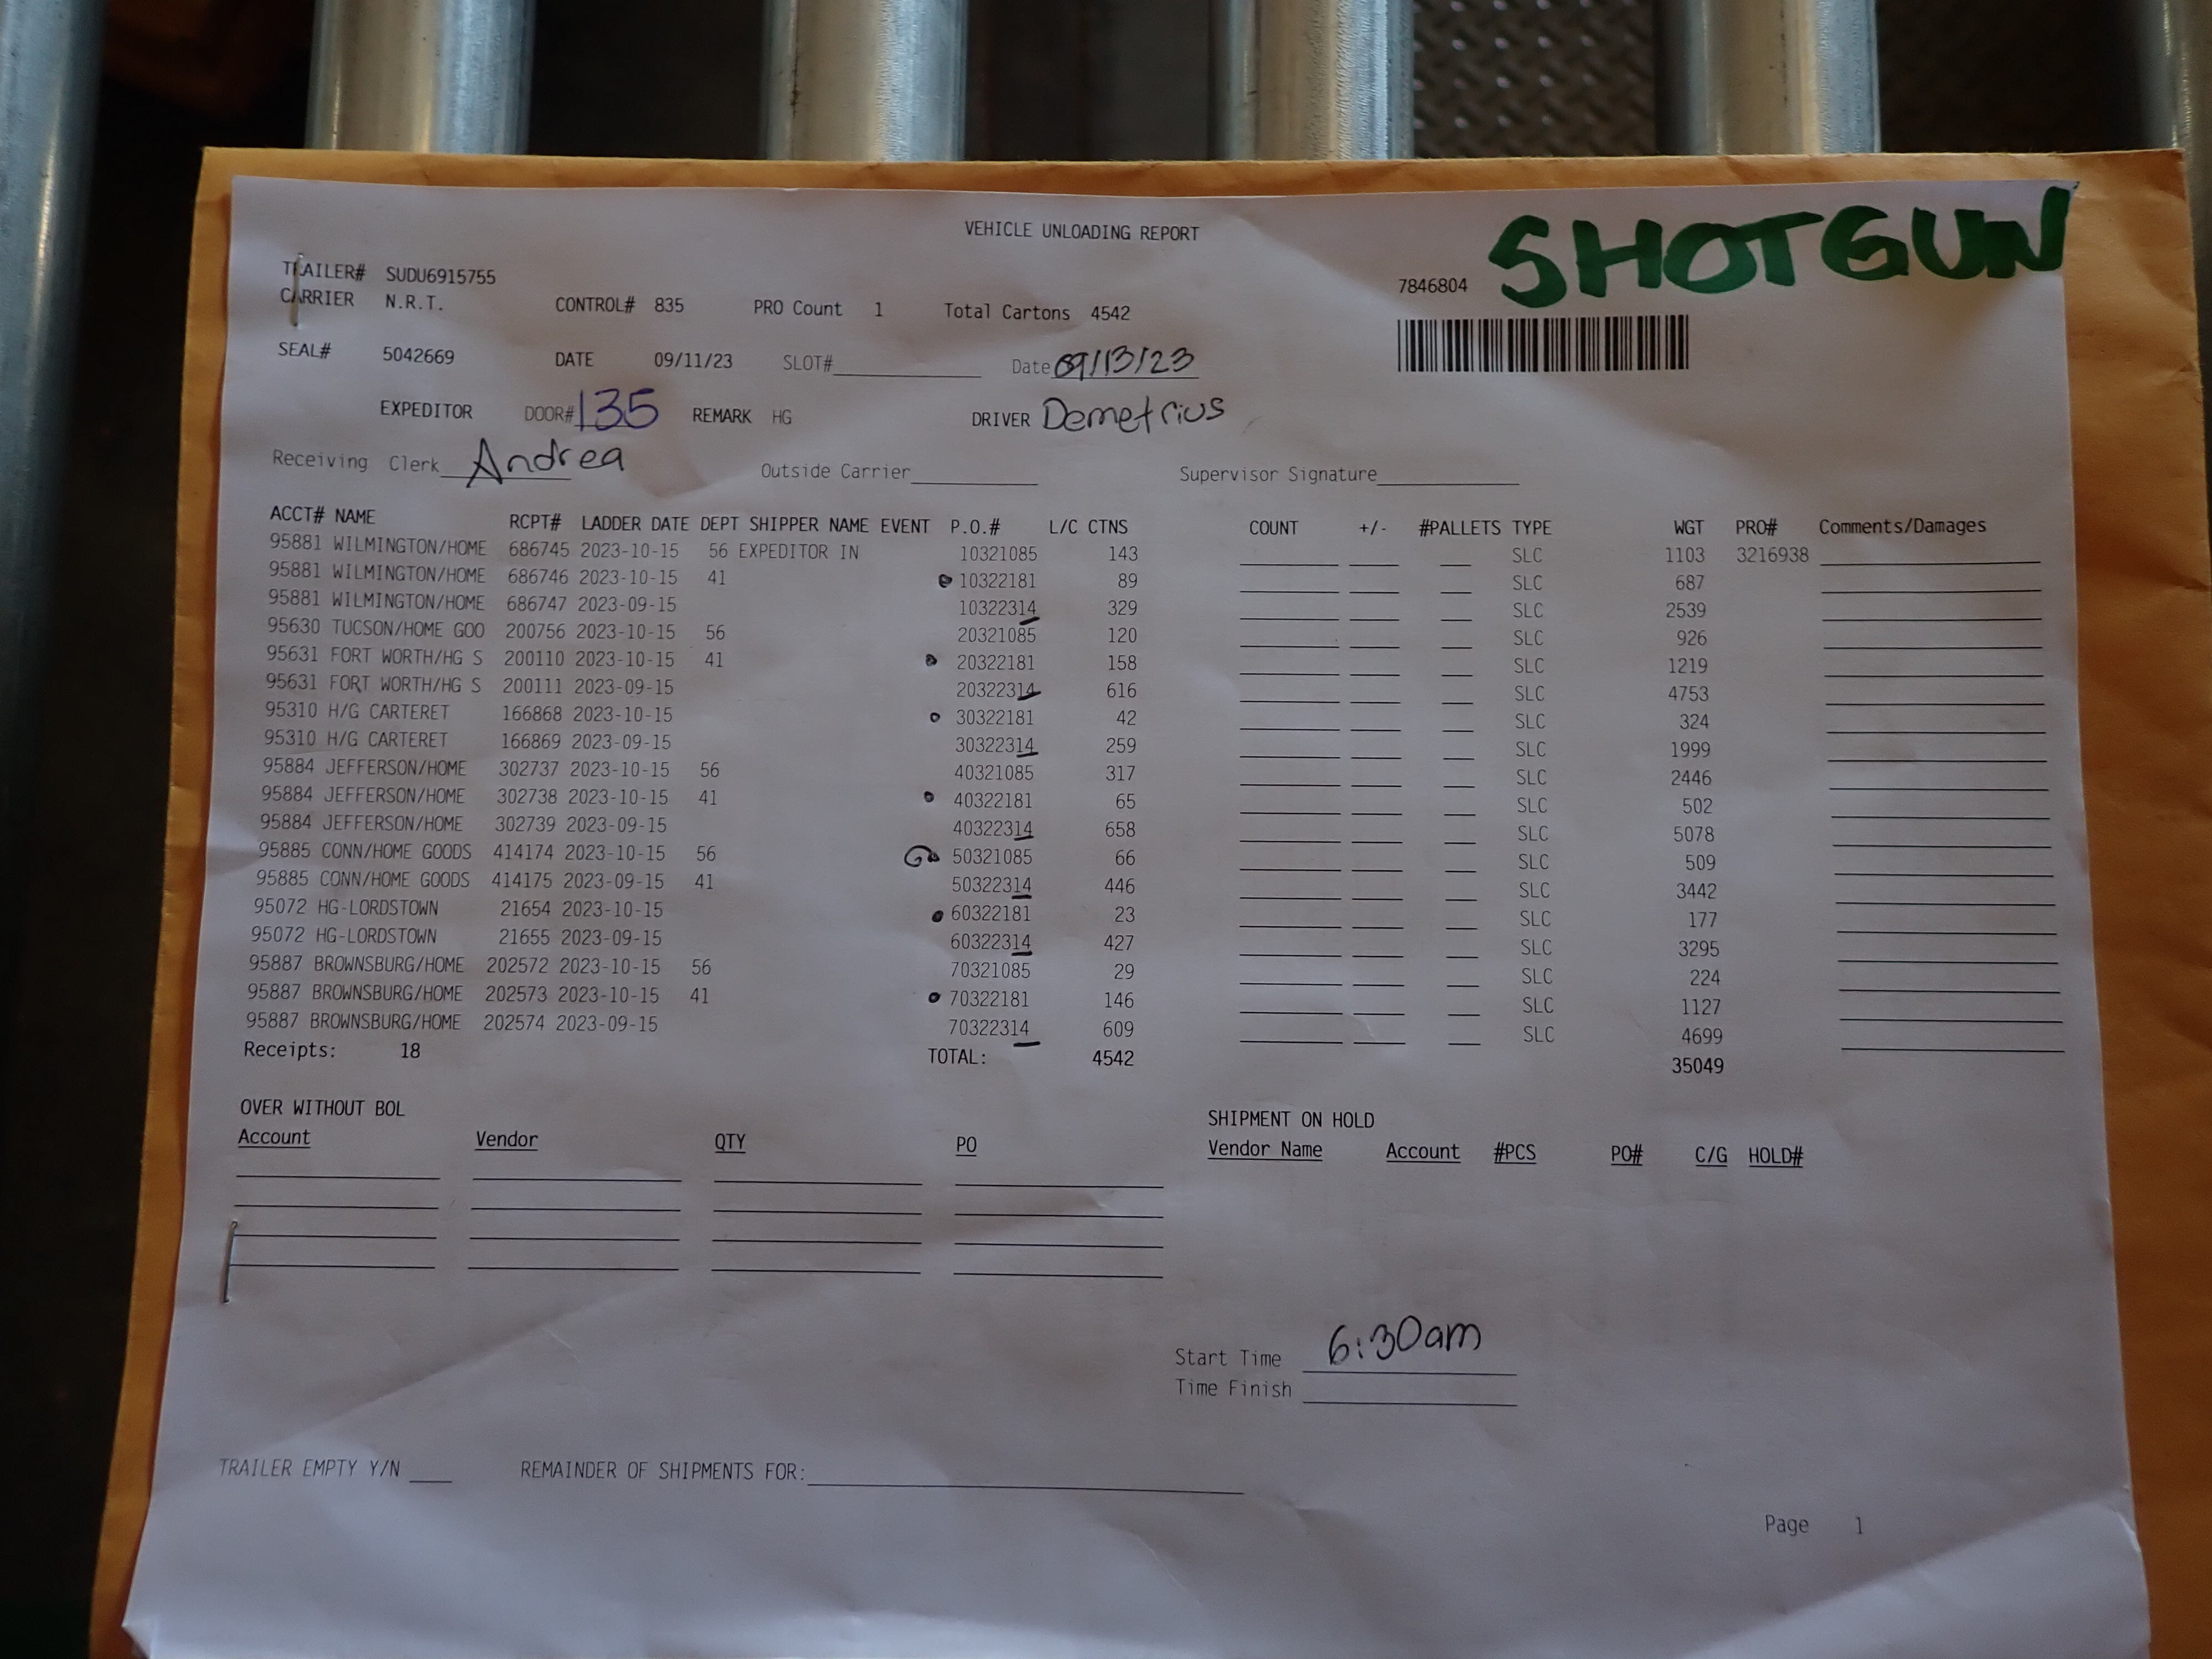 SHOTGUN
VEHICLE UNLOADING REPORT
TRAILER# SUDU6915755 7846804
CARRIER N.R.T. CONTROL# 835 PRO Count 1 Total Cartons 4542
SEAL# 5042669 DATE 09/11/23 SLOT# Date 09/13/23
EXPEDITOR DOOR# 135 REMARK HG DRIVER Demetrius
Receiving Clerk Andrea Outside Carrier Supervisor Signature
ACCT# NAME RCPT# LADDER DATE DEPT SHIPPER NAME EVENT P.O.# L/C CTNS COUNT +/- #PALLETS TYPE WGT PRO# Comments/Damages
95881 WILMINGTON/HOME 686745 2023-10-15 56 EXPEDITOR IN 10321085 143 SLC 1103 3216938
95881 WILMINGTON/HOME 686746 2023-10-15 41 10322181 89 SLC 687
95881 WILMINGTON/HOME 686747 2023-09-15 10322314 329 SLC 2539
95630 TUCSON/HOME GOO 200756 2023-10-15 56 20321085 120 SLC 926
95631 FORT WORTH/HG S 200110 2023-10-15 41 20322181 158 SLC 1219
95631 FORT WORTH/HG S 200111 2023-09-15 20322314 616 SLC 4753
95310 H/G CARTERET 166868 2023-10-15 30322181 42 SLC 324
95310 H/G CARTERET 166869 2023-09-15 30322314 259 SLC 1999
95884 JEFFERSON/HOME 302737 2023-10-15 56 40321085 317 SLC 2446
95884 JEFFERSON/HOME 302738 2023-10-15 41 40322181 65 SLC 502
95884 JEFFERSON/HOME 302739 2023-09-15 40322314 658 SLC 5078
95885 CONN/HOME GOODS 414174 2023-10-15 56 50321085 66 SLC 509
95885 CONN/HOME GOODS 414175 2023-09-15 41 50322314 446 SLC 3442
95072 HG-LORDSTOWN 21654 2023-10-15 60322181 23 SLC 177
95072 HG-LORDSTOWN 21655 2023-09-15 60322314 427 SLC 3295
95887 BROWNSBURG/HOME 202572 2023-10-15 56 70321085 29 SLC 224
95887 BROWNSBURG/HOME 202573 2023-10-15 41 70322181 146 SLC 1127
95887 BROWNSBURG/HOME 202574 2023-09-15 70322314 609 SLC 4699
Receipts: 18 TOTAL: 4542 35049
OVER WITHOUT BOL SHIPMENT ON HOLD
Account Vendor QTY PO Vendor Name Account #PCS PO# C/G HOLD#
Start Time 6:30am
Time Finish
TRAILER EMPTY Y/N REMAINDER OF SHIPMENTS FOR:
Page 1